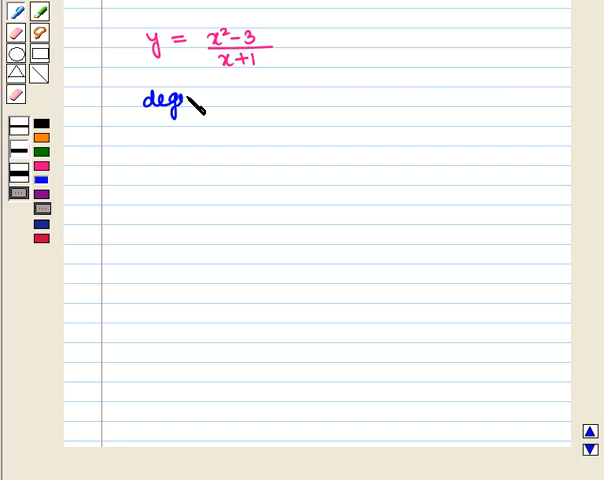 y = x² - 3 / x + 1
deg